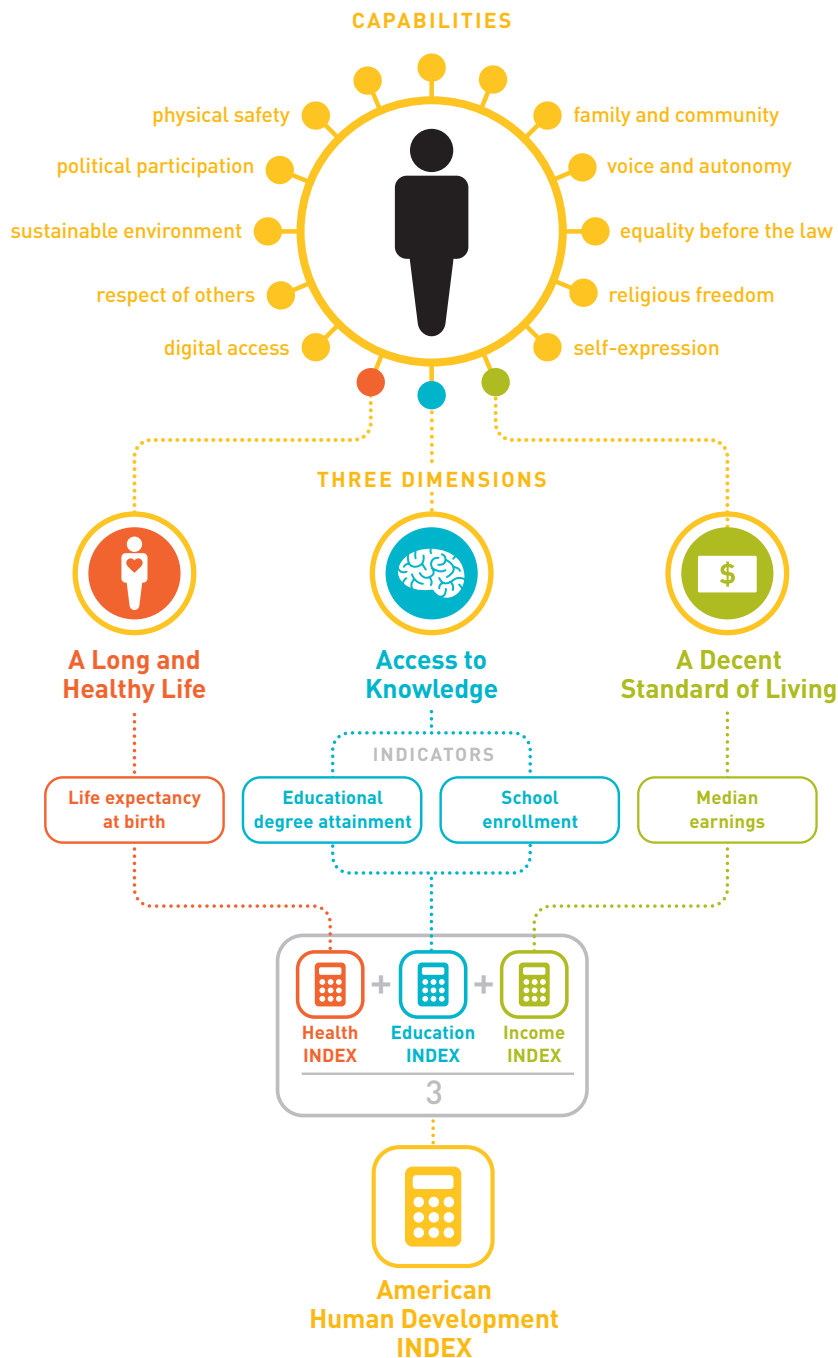 CAPABILITIES
physical safety
family and community
political participation
voice and autonomy
sustainable environment
equality before the law
respect of others
religious freedom
digital access
self-expression
THREE DIMENSIONS
$
A Long and
Healthy Life
Access to
Knowledge
A Decent
Standard of Living
INDICATORS
Life expectancy
at birth
Educational
degree attainment
School
enrollment
Median
earnings
+
+
Health
INDEX
Education
INDEX
Income
INDEX
3
American
Human Development
INDEX